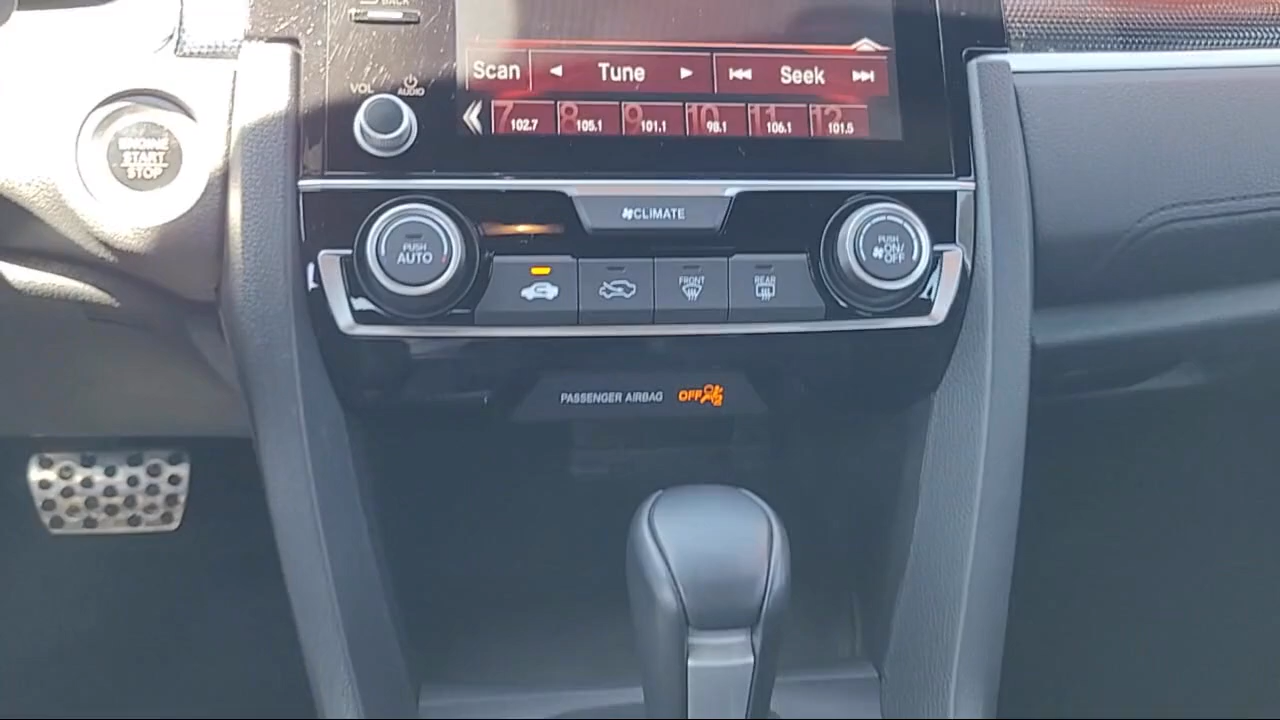 BACK
VOL
AUDIO
Scan
Tune
Seek
7 102.7
8 105.1
9 101.1
10 98.1
11 106.1
12 101.5
ENGINE
START
STOP
CLIMATE
PUSH
AUTO
FRONT
REAR
PUSH
ON/
OFF
PASSENGER AIRBAG OFF